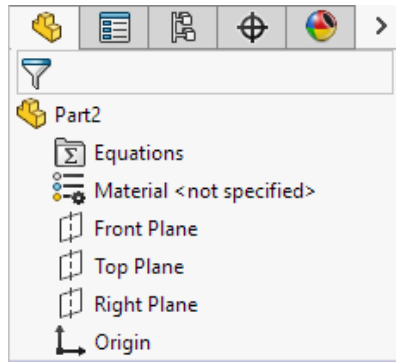 Part2
Equations
Material <not specified>
Front Plane
Top Plane
Right Plane
Origin